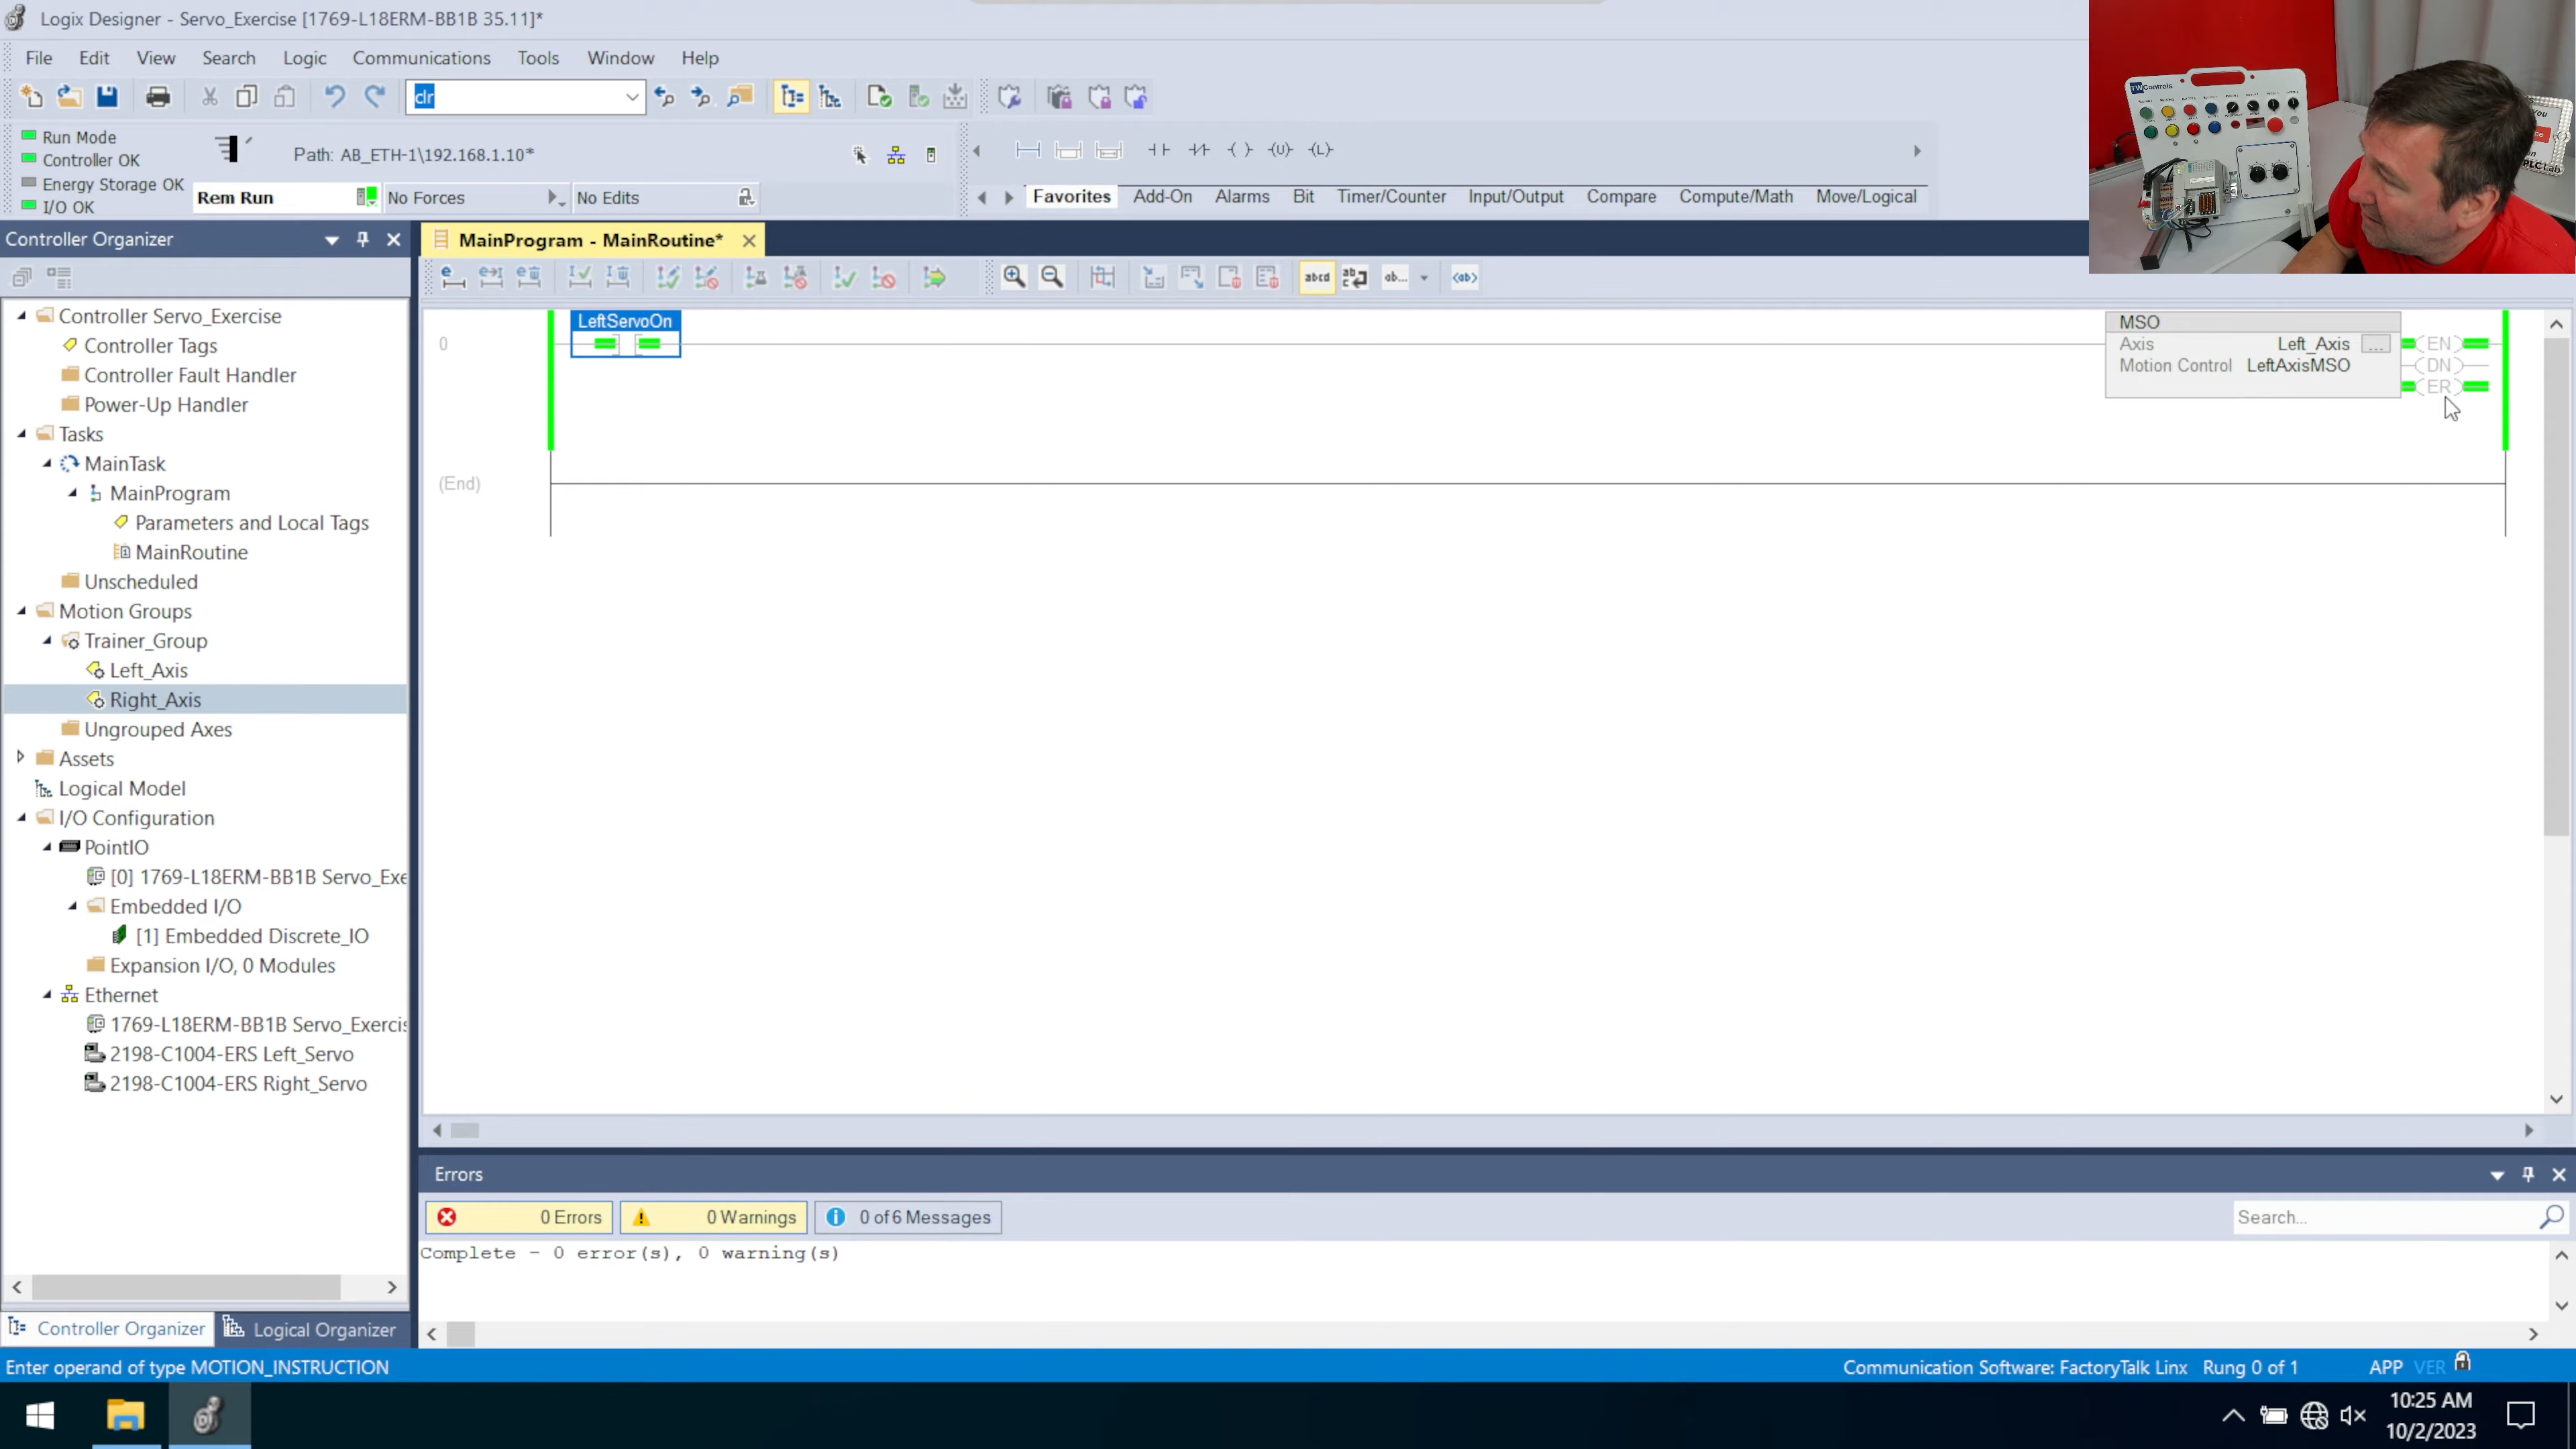 Logix Designer - Servo_Exercise [1769-L18ERM-BB1B 35.11]*
File Edit View Search Logic Communications Tools Window Help
clr
Run Mode
Controller OK
Energy Storage OK
I/O OK
Path: AB_ETH-1\192.168.1.10*
Rem Run
No Forces
No Edits
Favorites Add-On Alarms Bit Timer/Counter Input/Output Compare Compute/Math Move/Logical
TWControls
PLC Lab
Controller Organizer
MainProgram - MainRoutine*
Controller Servo_Exercise
Controller Tags
Controller Fault Handler
Power-Up Handler
Tasks
MainTask
MainProgram
Parameters and Local Tags
MainRoutine
Unscheduled
Motion Groups
Trainer_Group
Left_Axis
Right_Axis
Ungrouped Axes
Assets
Logical Model
I/O Configuration
PointIO
[0] 1769-L18ERM-BB1B Servo_Exe
Embedded I/O
[1] Embedded Discrete_IO
Expansion I/O, 0 Modules
Ethernet
1769-L18ERM-BB1B Servo_Exercis
2198-C1004-ERS Left_Servo
2198-C1004-ERS Right_Servo
Controller Organizer
Logical Organizer
0
LeftServoOn
MSO
Axis Left_Axis ...
Motion Control LeftAxisMSO
EN
DN
ER
(End)
Errors
0 Errors
0 Warnings
0 of 6 Messages
Search...
Complete - 0 error(s), 0 warning(s)
Enter operand of type MOTION_INSTRUCTION
Communication Software: FactoryTalk Linx
Rung 0 of 1
APP VER
10:25 AM
10/2/2023